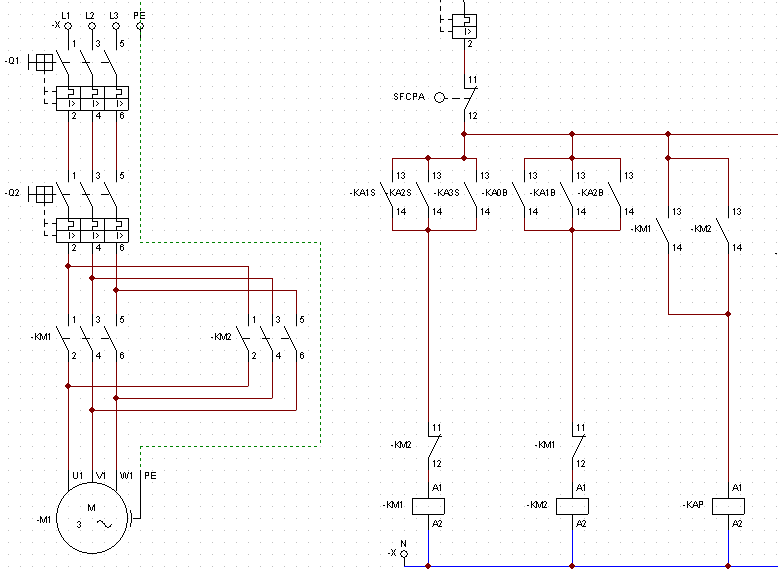 L1 L2 L3 PE
-X
1 3 5
-Q1
2 4 6
1 3 5
-Q2
2 4 6
1 3 5
-KM1
2 4 6
1 3 5
-KM2
2 4 6
U1 V1 W1 PE
M
3
-M1
2
11
SFCPA
12
13 13 13 13 13 13
-KA1S -KA2S -KA3S -KA0B -KA1B -KA2B
14 14 14 14 14 14
13 13
-KM1 -KM2
14 14
11 11
-KM2 -KM1
12 12
A1 A1 A1
-KM1 -KM2 -KAP
A2 A2 A2
N
-X